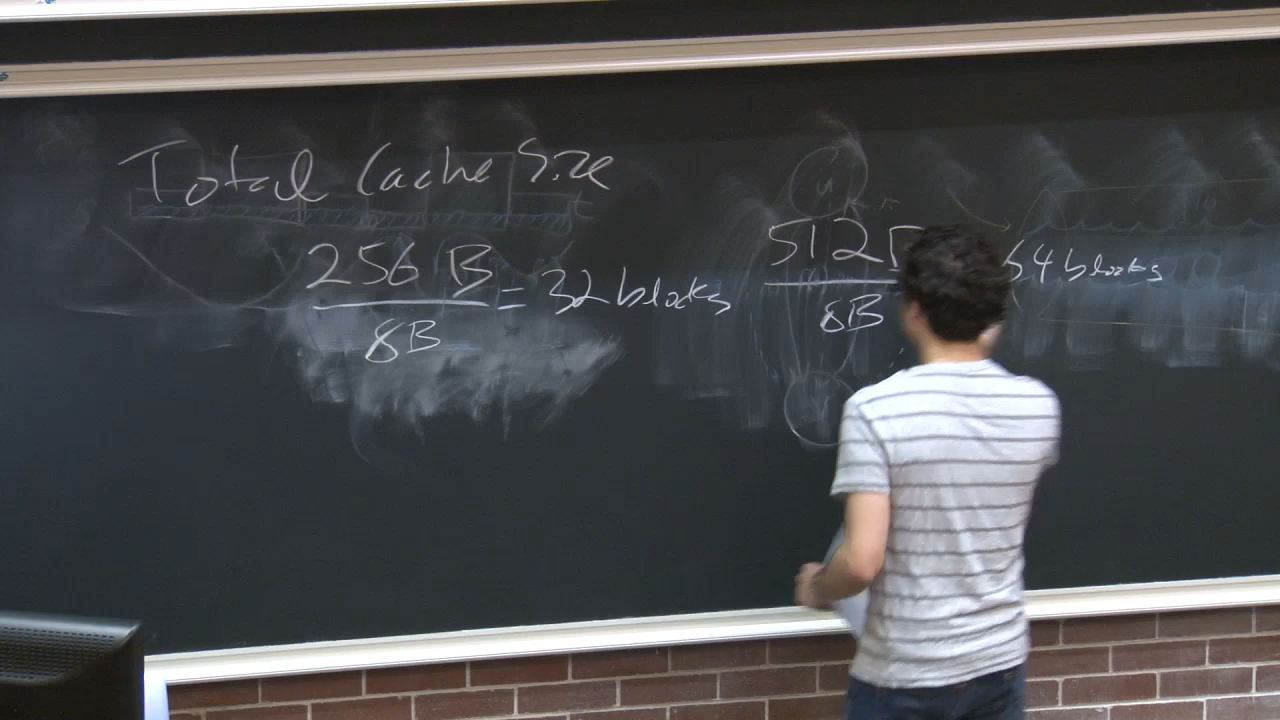 Total Cache Size
256 B
8B
= 32 blocks
512
8B
64 blocks